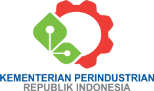 KEMENTERIAN PERINDUSTRIAN
REPUBLIK INDONESIA